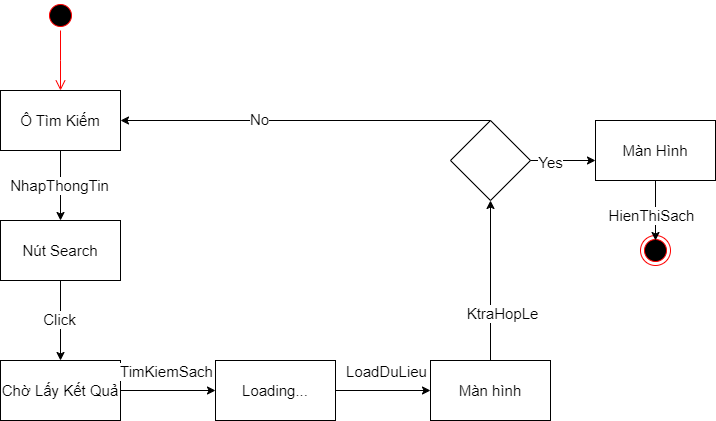 Ô Tìm Kiếm
No
Màn Hình
Yes
NhapThongTin
HienThiSach
Nút Search
Click
KtraHopLe
TimKiemSach
LoadDuLieu
Chờ Lấy Kết Quả
Loading...
Màn hình